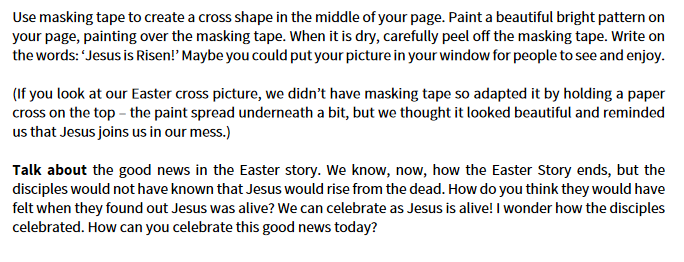 Use masking tape to create a cross shape in the middle of your page. Paint a beautiful bright pattern on
your page, painting over the masking tape. When it is dry, carefully peel off the masking tape. Write on
the words: ‘Jesus is Risen!’ Maybe you could put your picture in your window for people to see and enjoy.
(If you look at our Easter cross picture, we didn’t have masking tape so adapted it by holding a paper
cross on the top – the paint spread underneath a bit, but we thought it looked beautiful and reminded
us that Jesus joins us in our mess.)
Talk about the good news in the Easter story. We know, now, how the Easter Story ends, but the
disciples would not have known that Jesus would rise from the dead. How do you think they would have
felt when they found out Jesus was alive? We can celebrate as Jesus is alive! I wonder how the disciples
celebrated. How can you celebrate this good news today?